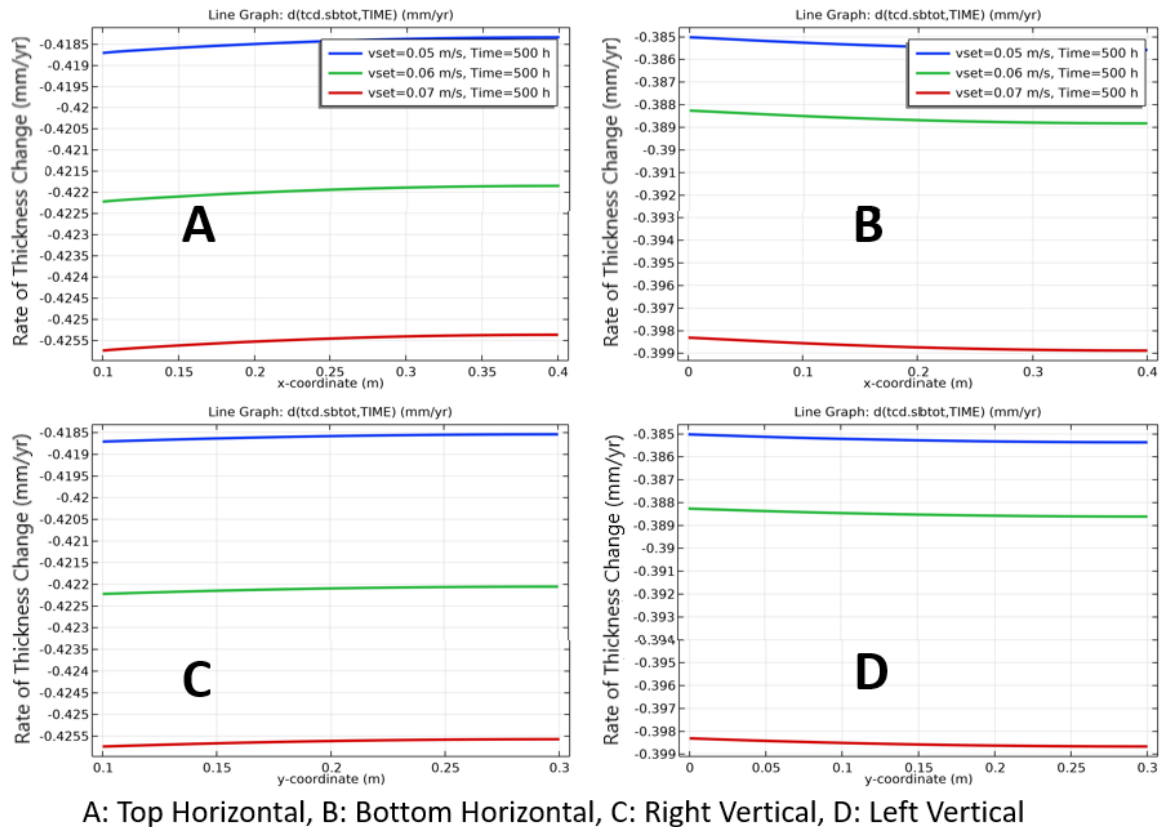 Line Graph: d(tcd.sbtot,TIME) (mm/yr)
Rate of Thickness Change (mm/yr)
-0.4185
-0.419
-0.4195
-0.42
-0.4205
-0.421
0.4215
-0.422
-0.4225
-0.423
-0.4235
-0.424
-0.4245
-0.425
-0.4255
vset=0.05 m/s, Time=500 h
vset=0.06 m/s, Time=500 h
vset=0.07 m/s, Time=500 h
A
0.1 0.15 0.2 0.25 0.3 0.35 0.4
x-coordinate (m)
Line Graph: d(tcd.sbtot,TIME) (mm/yr)
Rate of Thickness Change (mm/yr)
-0.385
-0.386
-0.387
-0.388
-0.389
-0.39
-0.391
-0.392
-0.393
-0.394
-0.395
-0.396
-0.397
-0.398
-0.399
vset=0.05 m/s, Time=500 h
vset=0.06 m/s, Time=500 h
vset=0.07 m/s, Time=500 h
B
0 0.1 0.2 0.3 0.4
x-coordinate (m)
Line Graph: d(tcd.sbtot,TIME) (mm/yr)
Rate of Thickness Change (mm/yr)
-0.4185
-0.419
-0.4195
-0.42
-0.4205
-0.421
-0.4215
-0.422
-0.4225
-0.423
-0.4235
-0.424
-0.4245
-0.425
-0.4255
C
0.1 0.15 0.2 0.25 0.3
y-coordinate (m)
Line Graph: d(tcd.sbtot,TIME) (mm/yr)
Rate of Thickness Change (mm/yr)
-0.385
-0.386
-0.387
-0.388
-0.389
-0.39
-0.391
-0.392
-0.393
-0.394
-0.395
-0.396
-0.397
-0.398
-0.399
D
0 0.05 0.1 0.15 0.2 0.25 0.3
y-coordinate (m)
A: Top Horizontal, B: Bottom Horizontal, C: Right Vertical, D: Left Vertical